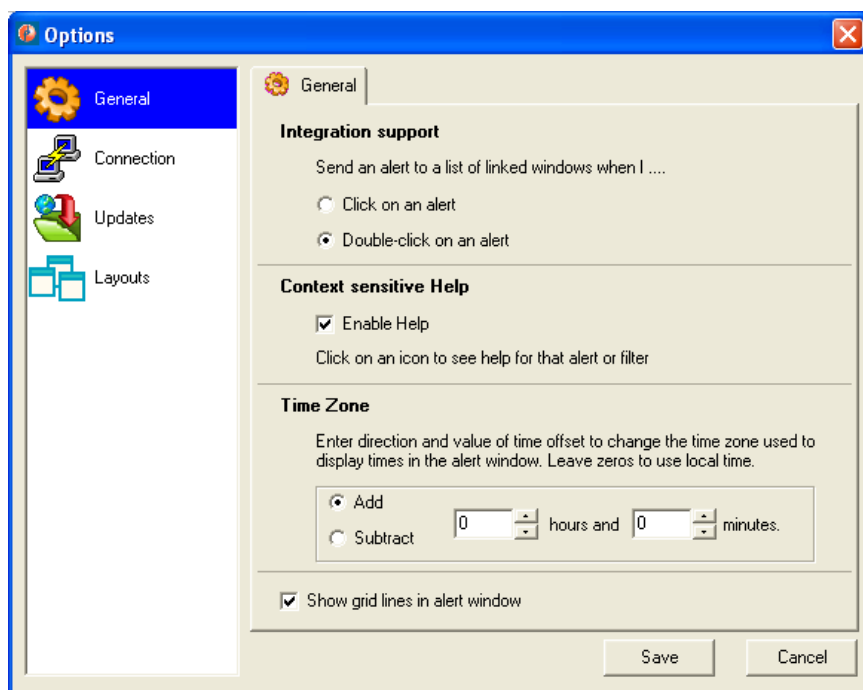 Options
General
Connection
Updates
Layouts
General
Integration support
Send an alert to a list of linked windows when I ....
Click on an alert
Double-click on an alert
Context sensitive Help
Enable Help
Click on an icon to see help for that alert or filter
Time Zone
Enter direction and value of time offset to change the time zone used to
display times in the alert window. Leave zeros to use local time.
Add
Subtract
0 hours and 0 minutes.
Show grid lines in alert window
Save Cancel